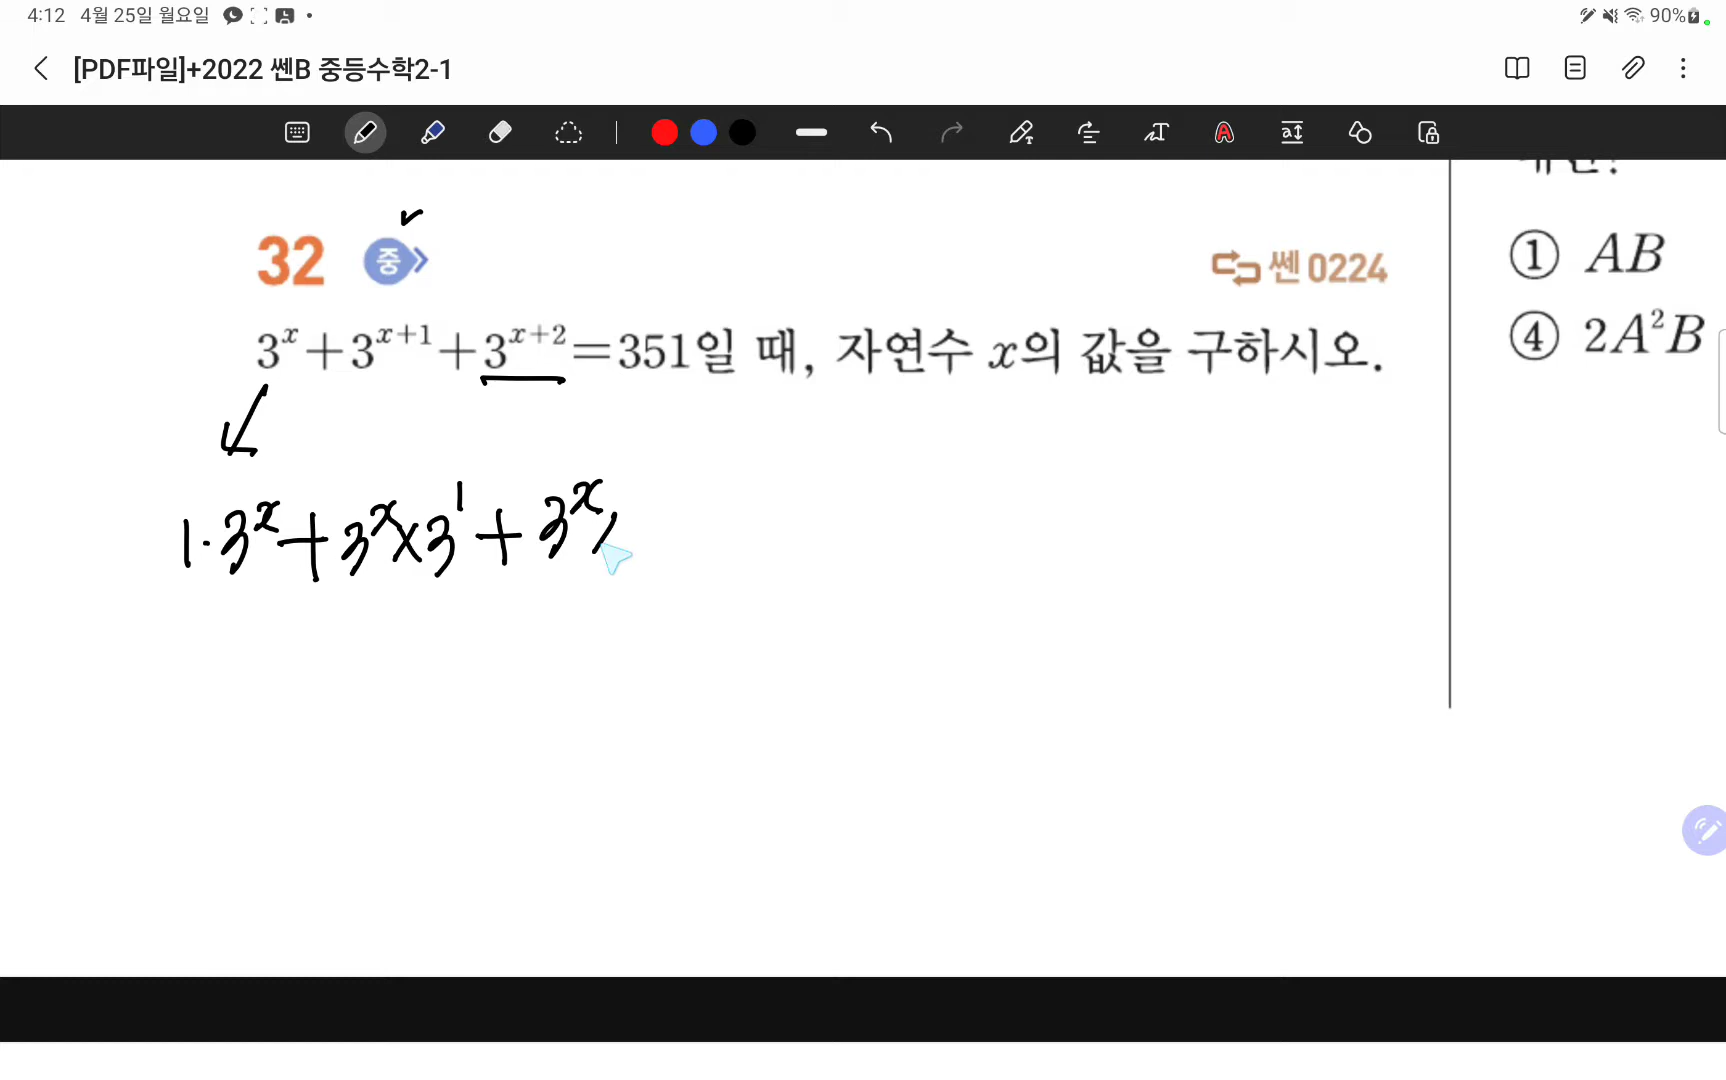 4:12 4월 25일 월요일
90%
[PDF파일]+2022 쎈B 중등수학2-1
32 중
쎈 0224
3^x+3^{x+1}+3^{x+2}=351일 때, 자연수 x의 값을 구하시오.
1·3^x+3^x×3^1+3^x
① AB
④ 2A²B